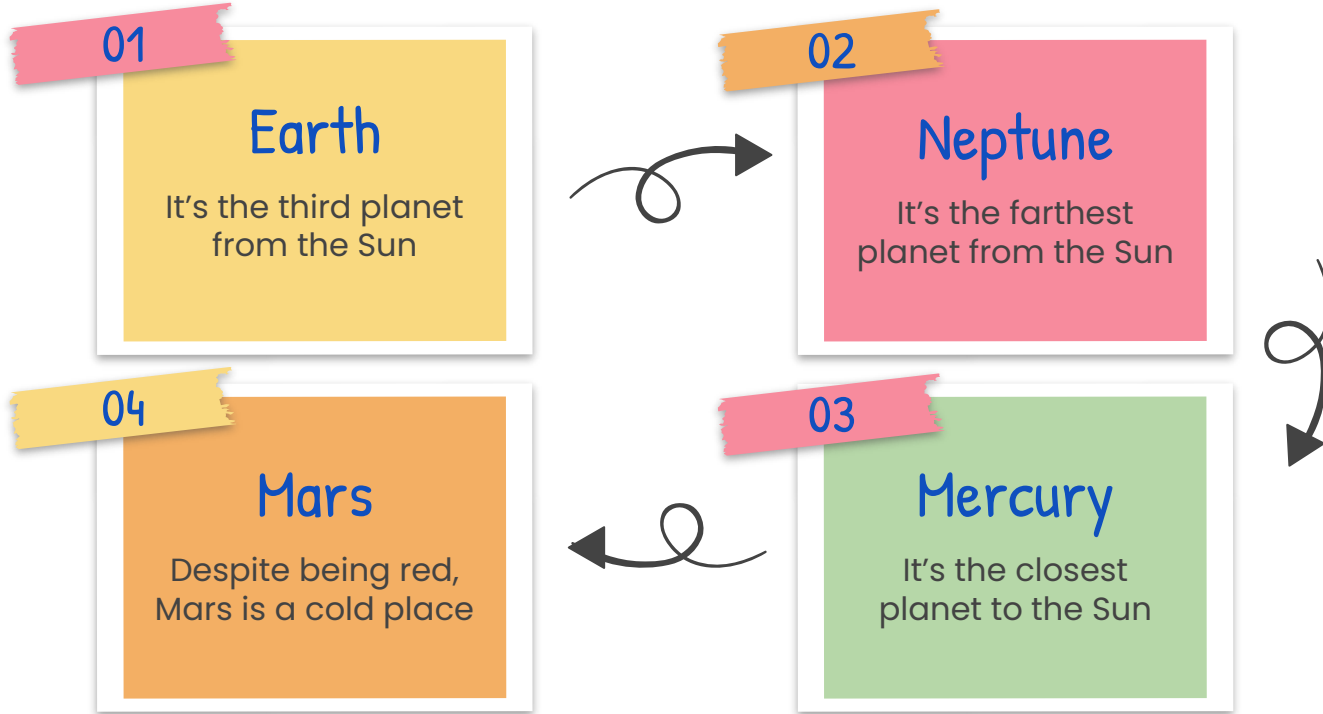 01
Earth
It’s the third planet
from the Sun
02
Neptune
It’s the farthest
planet from the Sun
03
Mercury
It’s the closest
planet to the Sun
04
Mars
Despite being red,
Mars is a cold place